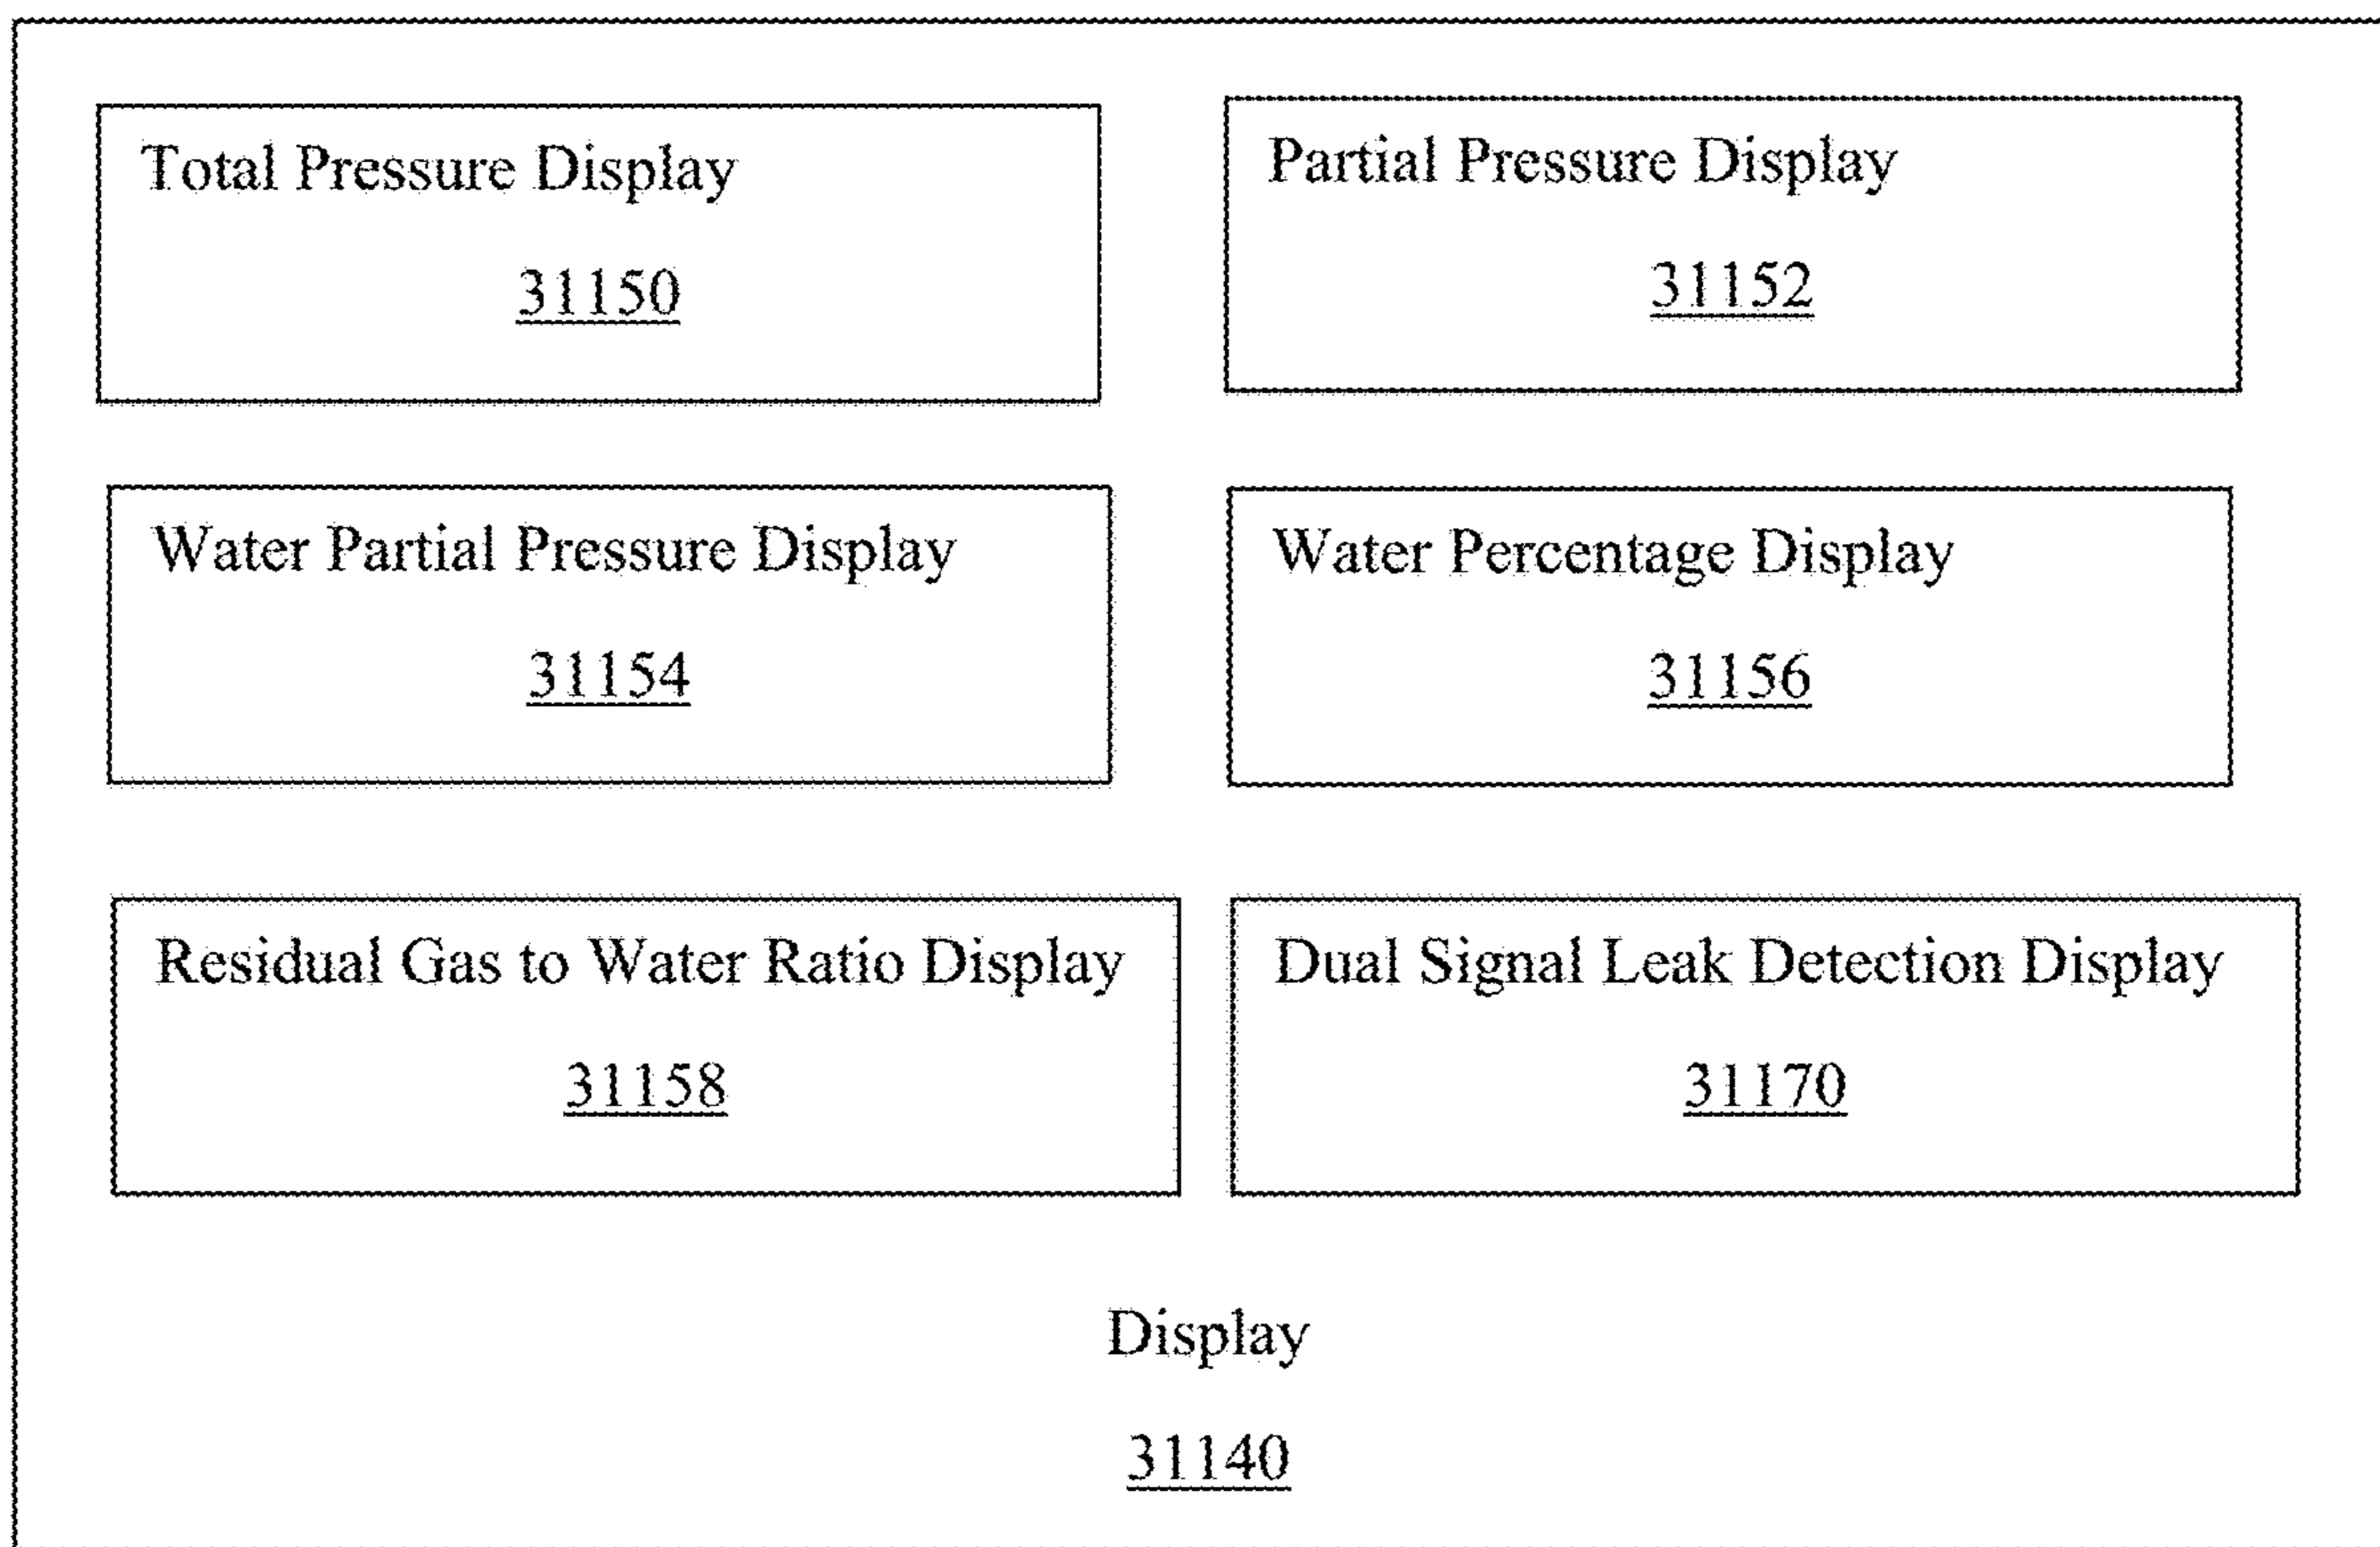 Total Pressure Display
31150
Partial Pressure Display
31152
Water Partial Pressure Display
31154
Water Percentage Display
31156
Residual Gas to Water Ratio Display
31158
Dual Signal Leak Detection Display
31170
Display
31140